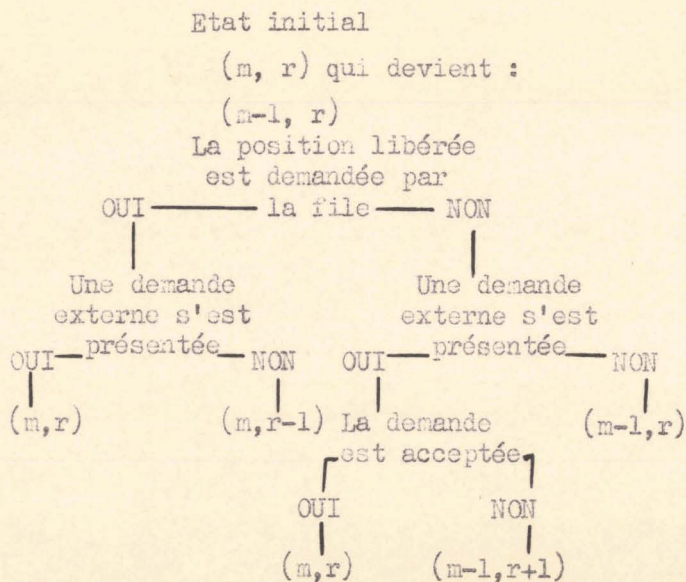 Etat initial
(m, r) qui devient :
(m-1, r)
La position libérée
est demandée par
OUI la file NON
Une demande Une demande
externe s'est externe s'est
présentée présentée
OUI NON OUI NON
(m,r) (m,r-1) La demande (m-1,r)
est acceptée
OUI NON
(m,r) (m-1,r+1)